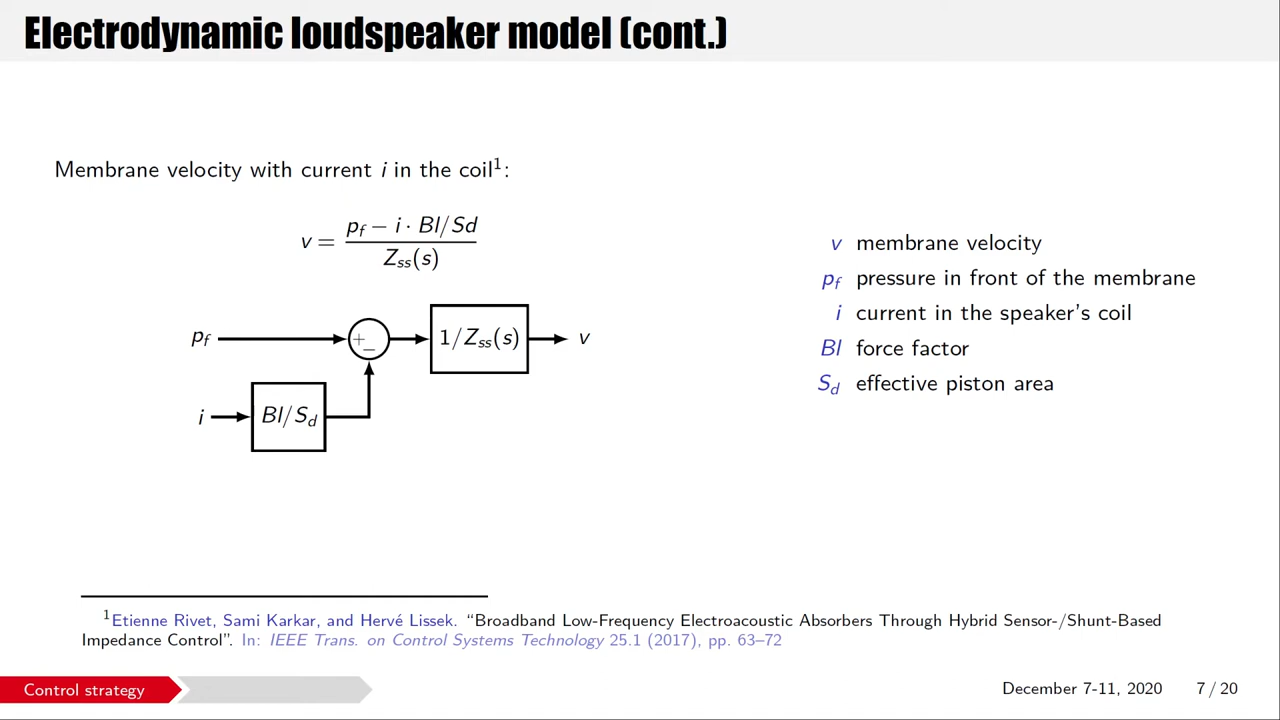 Electrodynamic loudspeaker model (cont.)
Membrane velocity with current i in the coil¹:
v = (p_f − i · Bl/Sd) / Z_ss(s)
v membrane velocity
p_f pressure in front of the membrane
i current in the speaker's coil
Bl force factor
S_d effective piston area
p_f
+
−
1/Z_ss(s)
v
i
Bl/S_d
¹Etienne Rivet, Sami Karkar, and Hervé Lissek. “Broadband Low-Frequency Electroacoustic Absorbers Through Hybrid Sensor-/Shunt-Based
Impedance Control”. In: IEEE Trans. on Control Systems Technology 25.1 (2017), pp. 63–72
Control strategy
December 7-11, 2020
7 / 20